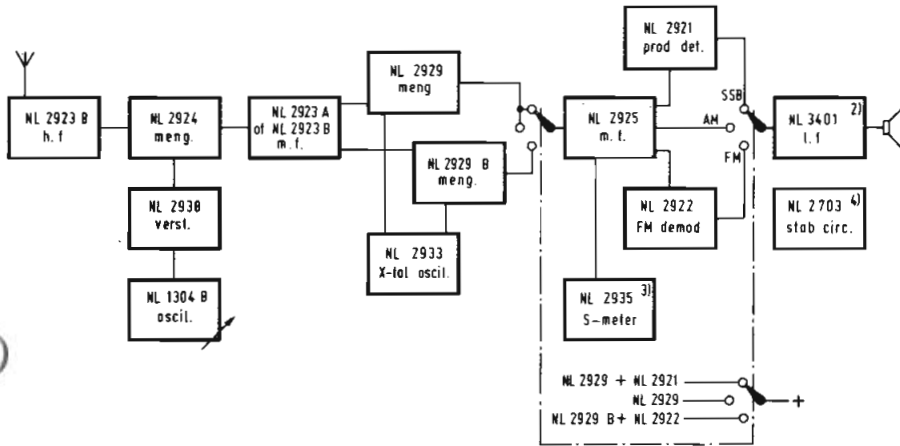 NL 2923 B
h.f
NL 2924
meng.
NL 2938
verst.
NL 1304 B
oscil.
NL 2923 A
of NL 2923 B
m.f.
NL 2929
meng
NL 2929 B
meng.
NL 2933
X-tal oscil.
NL 2925
m.f.
NL 2921
prod det.
NL 2922
FM demod
NL 2935 3)
S-meter
SSB
AM
FM
NL 3401 2)
l.f
NL 2703 4)
stab circ.
NL 2929 + NL 2921
NL 2929
NL 2929 B + NL 2922
+